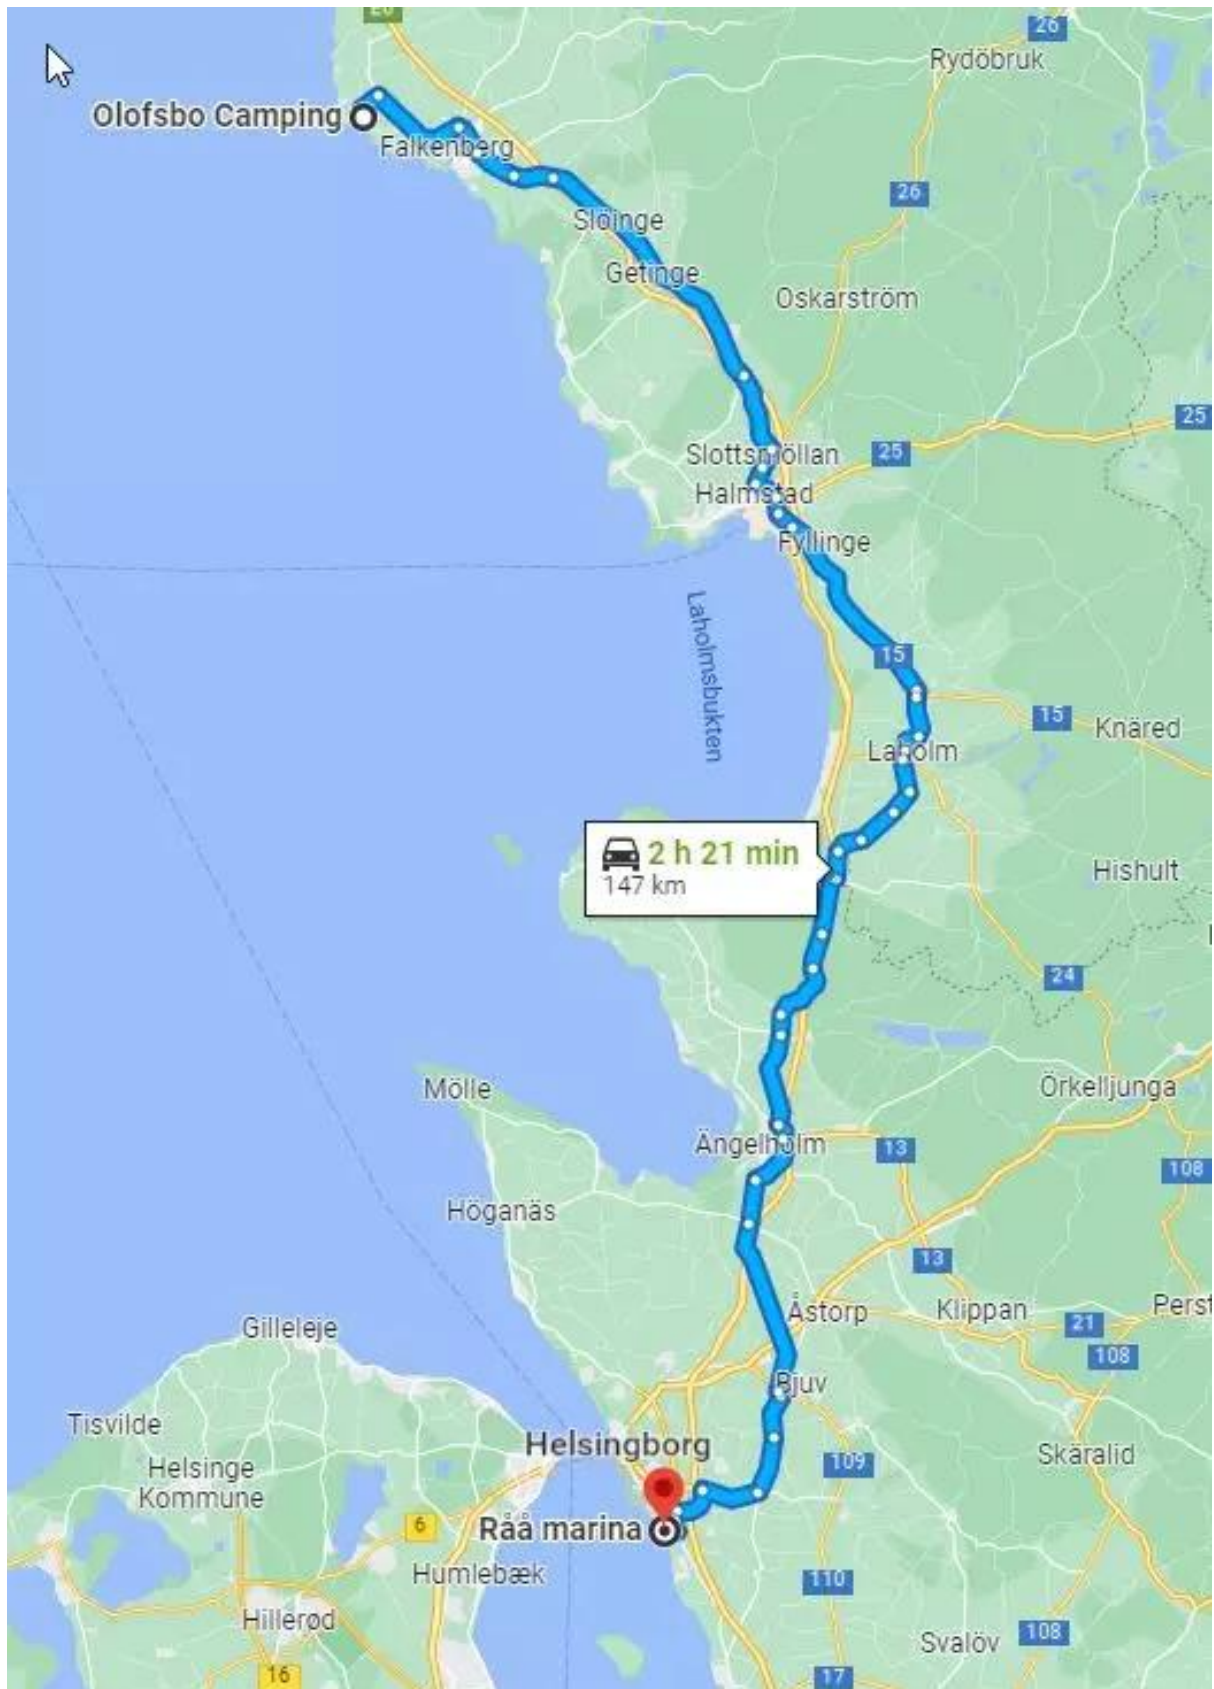 26
Rydöbruk
Olofsbo Camping
Falkenberg
26
Slöinge
Getinge
Oskarström
25
Slottsmöllan
25
Halmstad
Fyllinge
Laholmsbukten
15
15
Knäred
Laholm
2 h 21 min
147 km
Hishult
24
Mölle
Örkelljunga
Ängelholm
13
108
Höganäs
13
Åstorp
Klippan
Perst
21
Gilleleje
108
Bjuv
Tisvilde
Helsingborg
Skäralid
109
Helsinge
Kommune
6
Råå marina
Humlebæk
110
Hillerød
108
Svalöv
16
17